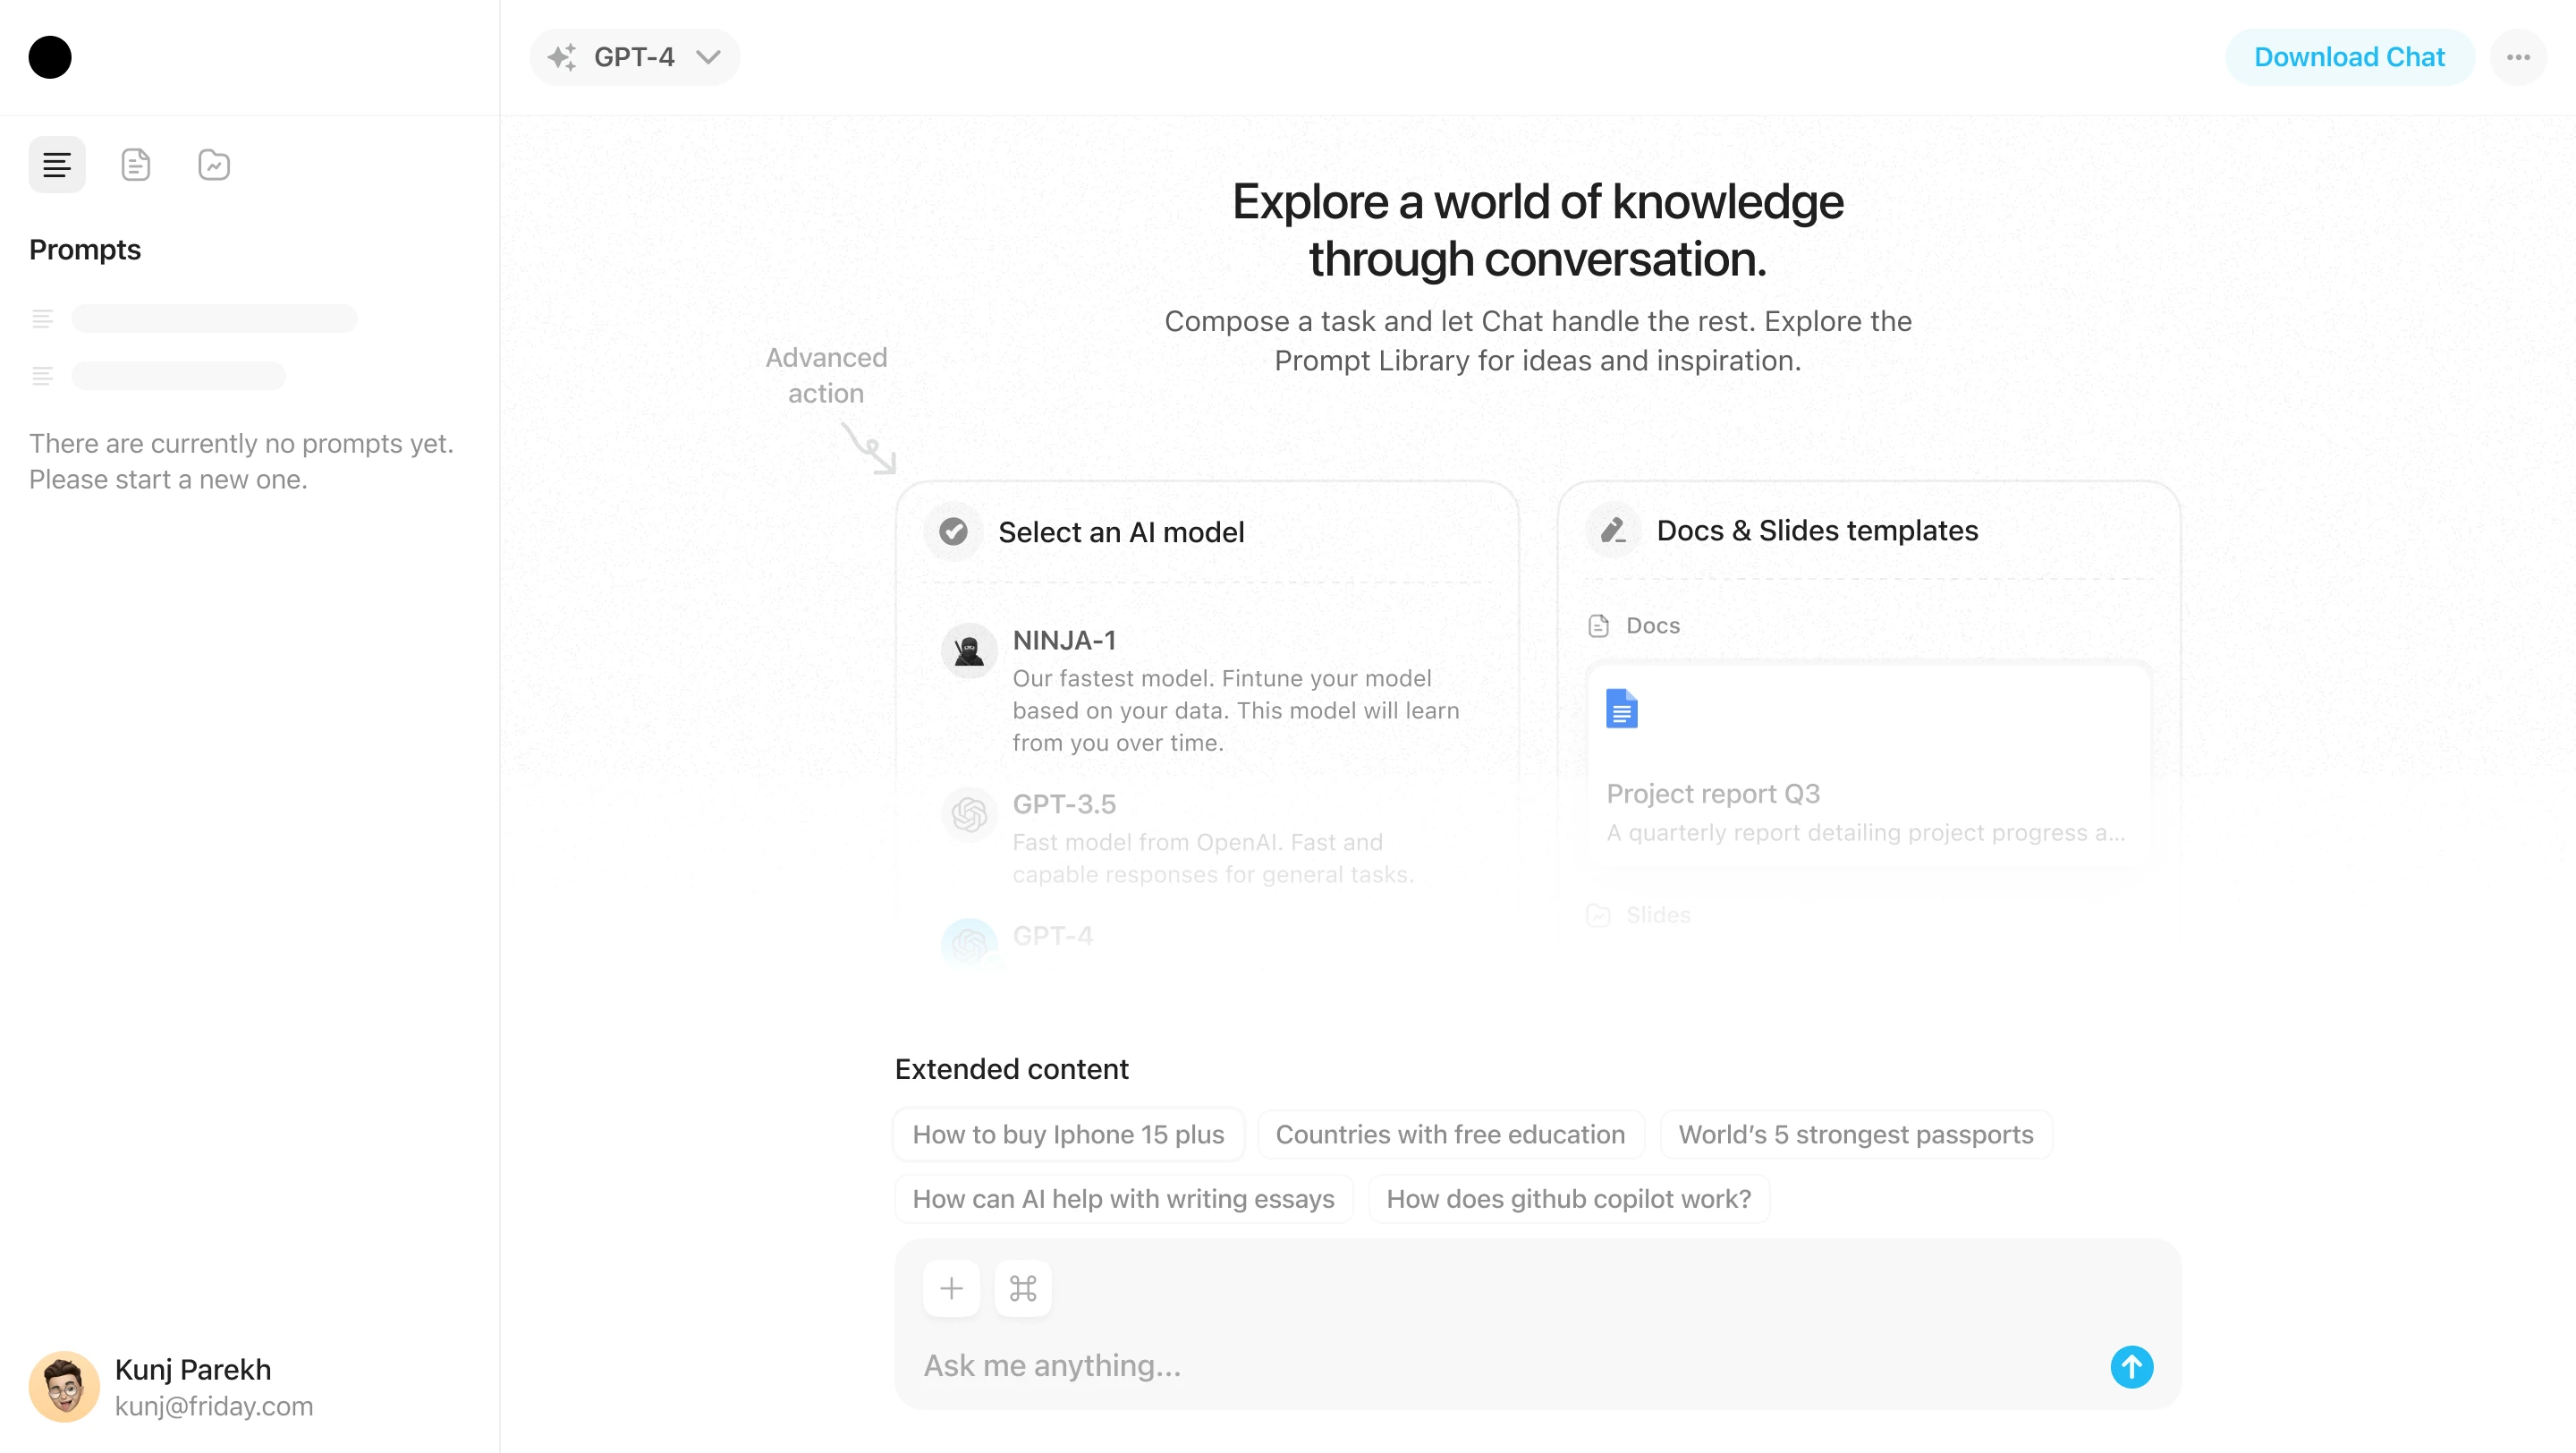 GPT-4
Download Chat
Prompts
There are currently no prompts yet.
Please start a new one.
Kunj Parekh
kunj@friday.com
Explore a world of knowledge
through conversation.
Compose a task and let Chat handle the rest. Explore the
Prompt Library for ideas and inspiration.
Advanced
action
Select an AI model
NINJA-1
Our fastest model. Fintune your model
based on your data. This model will learn
from you over time.
GPT-3.5
Fast model from OpenAI. Fast and
capable responses for general tasks.
GPT-4
Docs & Slides templates
Docs
Project report Q3
A quarterly report detailing project progress a...
Slides
Extended content
How to buy Iphone 15 plus
Countries with free education
World’s 5 strongest passports
How can AI help with writing essays
How does github copilot work?
Ask me anything...